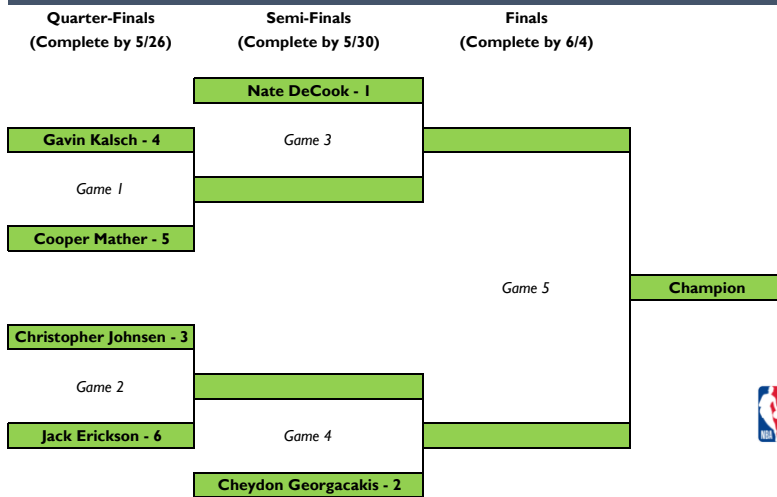 Quarter-Finals
(Complete by 5/26)
Semi-Finals
(Complete by 5/30)
Finals
(Complete by 6/4)
Nate DeCook - 1
Gavin Kalsch - 4
Game 3
Game 1
Cooper Mather - 5
Game 5
Champion
Christopher Johnsen - 3
Game 2
Jack Erickson - 6
Game 4
Cheydon Georgacakis - 2
NBA